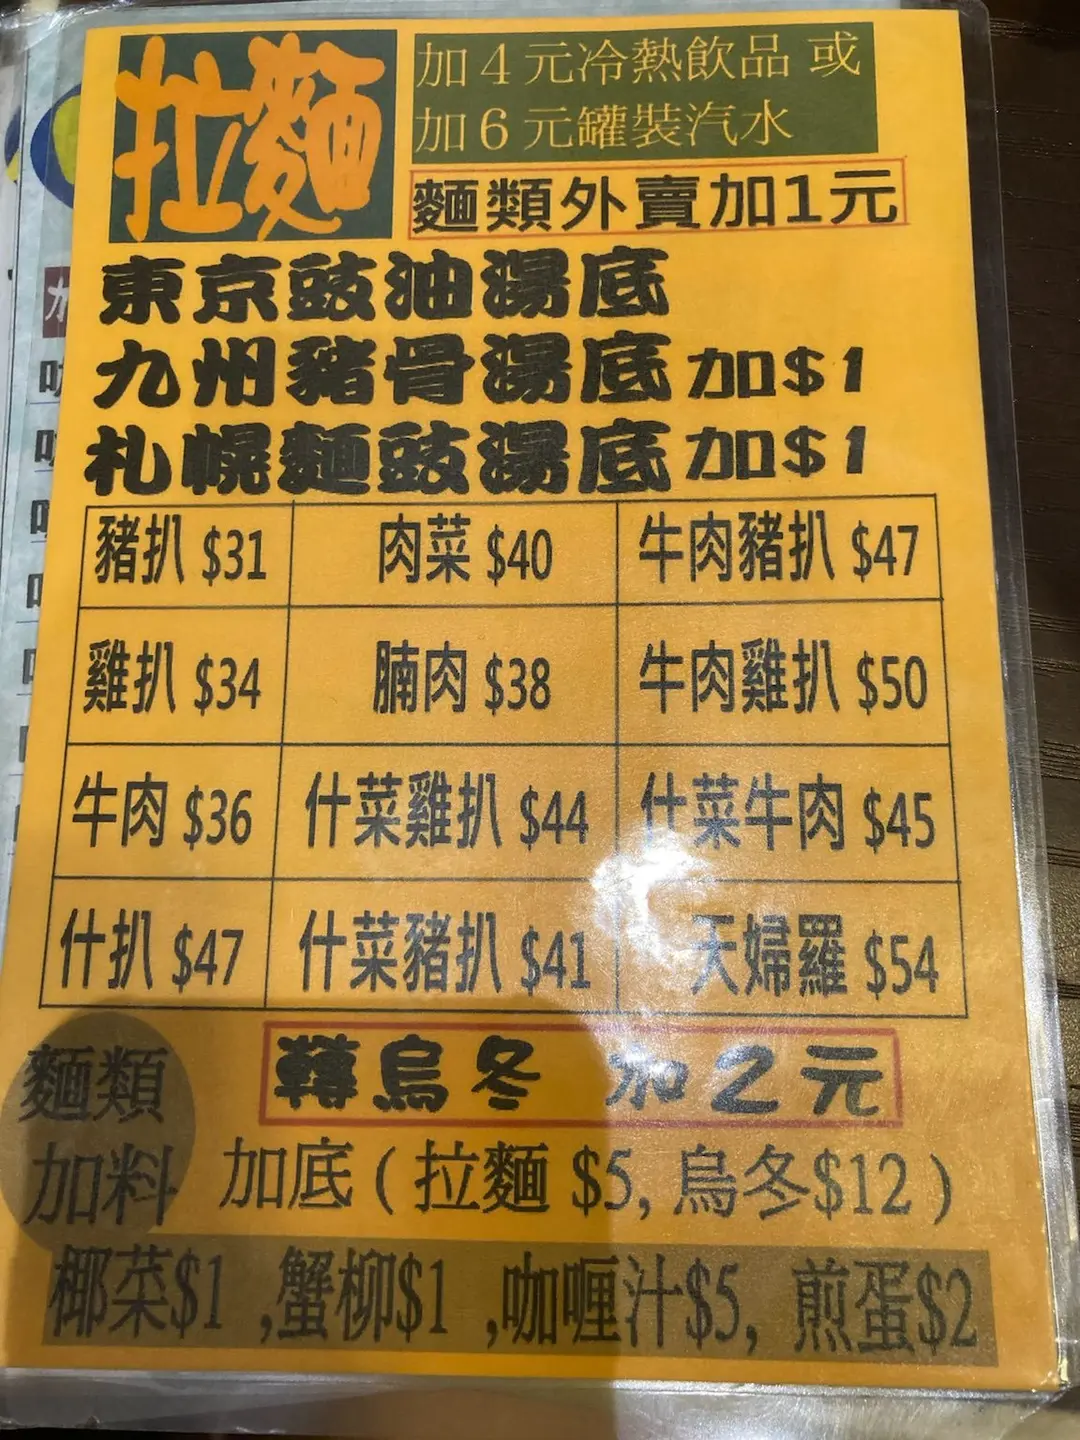 拉麵
加4元冷熱飲品 或
加6元罐裝汽水
麵類外賣加1元
東京豉油湯底
九州豬骨湯底加$1
札幌麵豉湯底加$1
豬扒 $31 肉菜 $40 牛肉豬扒 $47
雞扒 $34 腩肉 $38 牛肉雞扒 $50
牛肉 $36 什菜雞扒 $44 什菜牛肉 $45
什扒 $47 什菜豬扒 $41 天婦羅 $54
轉烏冬 加2元
麵類
加料
加底(拉麵 $5, 烏冬$12)
椰菜$1 ,蟹柳$1 ,咖喱汁$5, 煎蛋$2